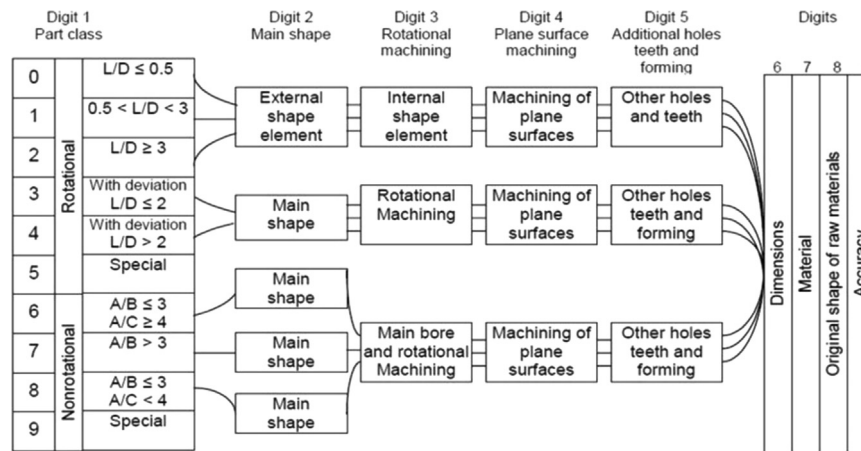 Digit 1
Part class
Digit 2
Main shape
Digit 3
Rotational
machining
Digit 4
Plane surface
machining
Digit 5
Additional holes
teeth and
forming
Digits
6 7 8
0
1
2
3
4
5
6
7
8
9
Rotational
Nonrotational
L/D ≤ 0.5
0.5 < L/D < 3
L/D ≥ 3
With deviation
L/D ≤ 2
With deviation
L/D > 2
Special
A/B ≤ 3
A/C ≥ 4
A/B > 3
A/B ≤ 3
A/C < 4
Special
External
shape
element
Internal
shape
element
Machining of
plane
surfaces
Other holes
and teeth
Main
shape
Rotational
Machining
Machining of
plane
surfaces
Other holes
teeth and
forming
Main
shape
Main
shape
Main
shape
Main bore
and rotational
Machining
Machining of
plane
surfaces
Other holes
teeth and
forming
Dimensions
Material
Original shape of raw materials
Accuracy